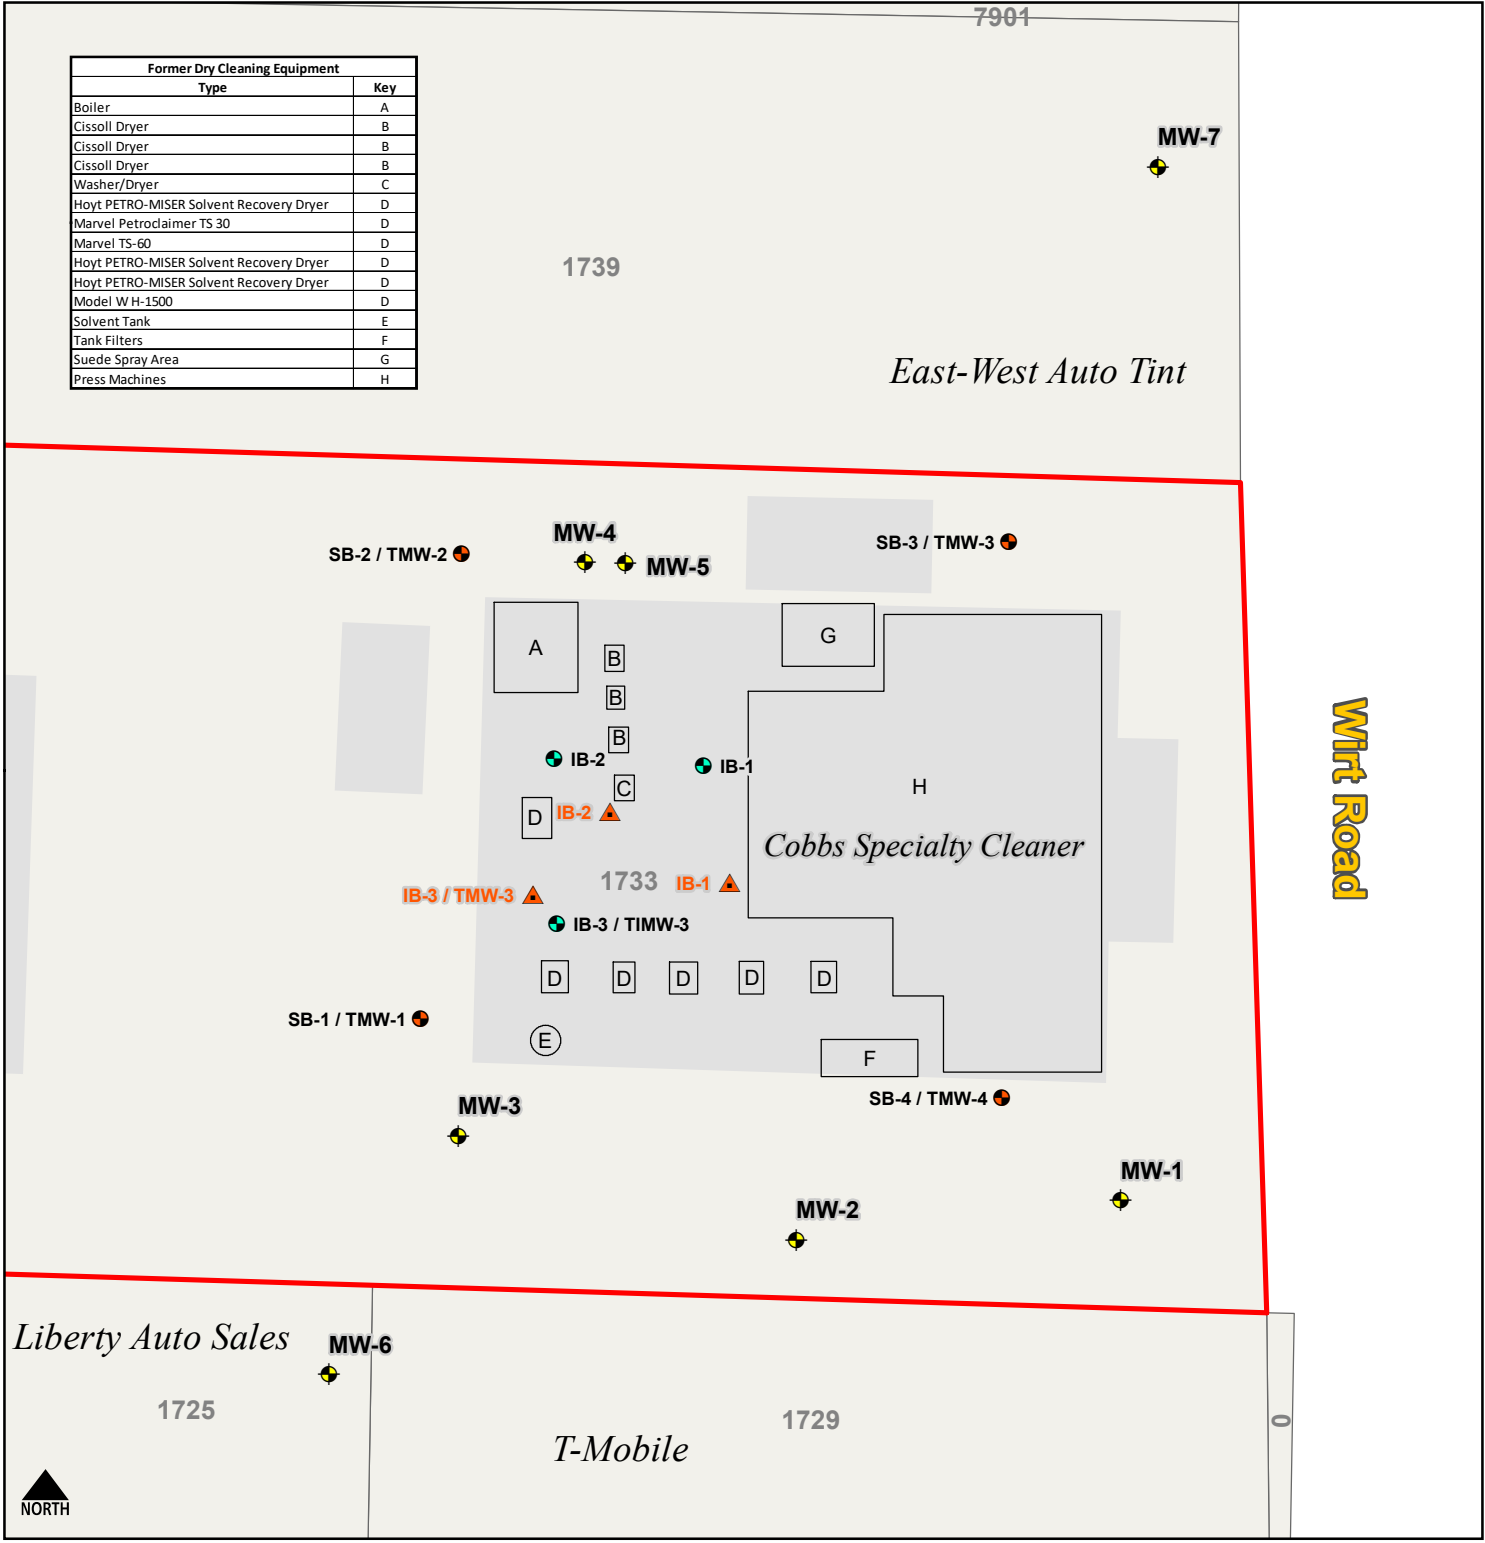 7901
Former Dry Cleaning Equipment
Type Key
Boiler A
Cissoll Dryer B
Cissoll Dryer B
Cissoll Dryer B
Washer/Dryer C
Hoyt PETRO-MISER Solvent Recovery Dryer D
Marvel Petroclaimer TS 30 D
Marvel TS-60 D
Hoyt PETRO-MISER Solvent Recovery Dryer D
Hoyt PETRO-MISER Solvent Recovery Dryer D
Model W H-1500 D
Solvent Tank E
Tank Filters F
Suede Spray Area G
Press Machines H
MW-7
1739
East-West Auto Tint
MW-4
SB-2 / TMW-2
MW-5
SB-3 / TMW-3
A
G
B
B
B
IB-2
IB-1
C
H
D
IB-2
Cobbs Specialty Cleaner
Wirt Road
1733
IB-1
IB-3 / TMW-3
IB-3 / TIMW-3
D
D
D
D
D
SB-1 / TMW-1
E
F
SB-4 / TMW-4
MW-3
MW-1
MW-2
Liberty Auto Sales
MW-6
1725
1729
0
T-Mobile
NORTH